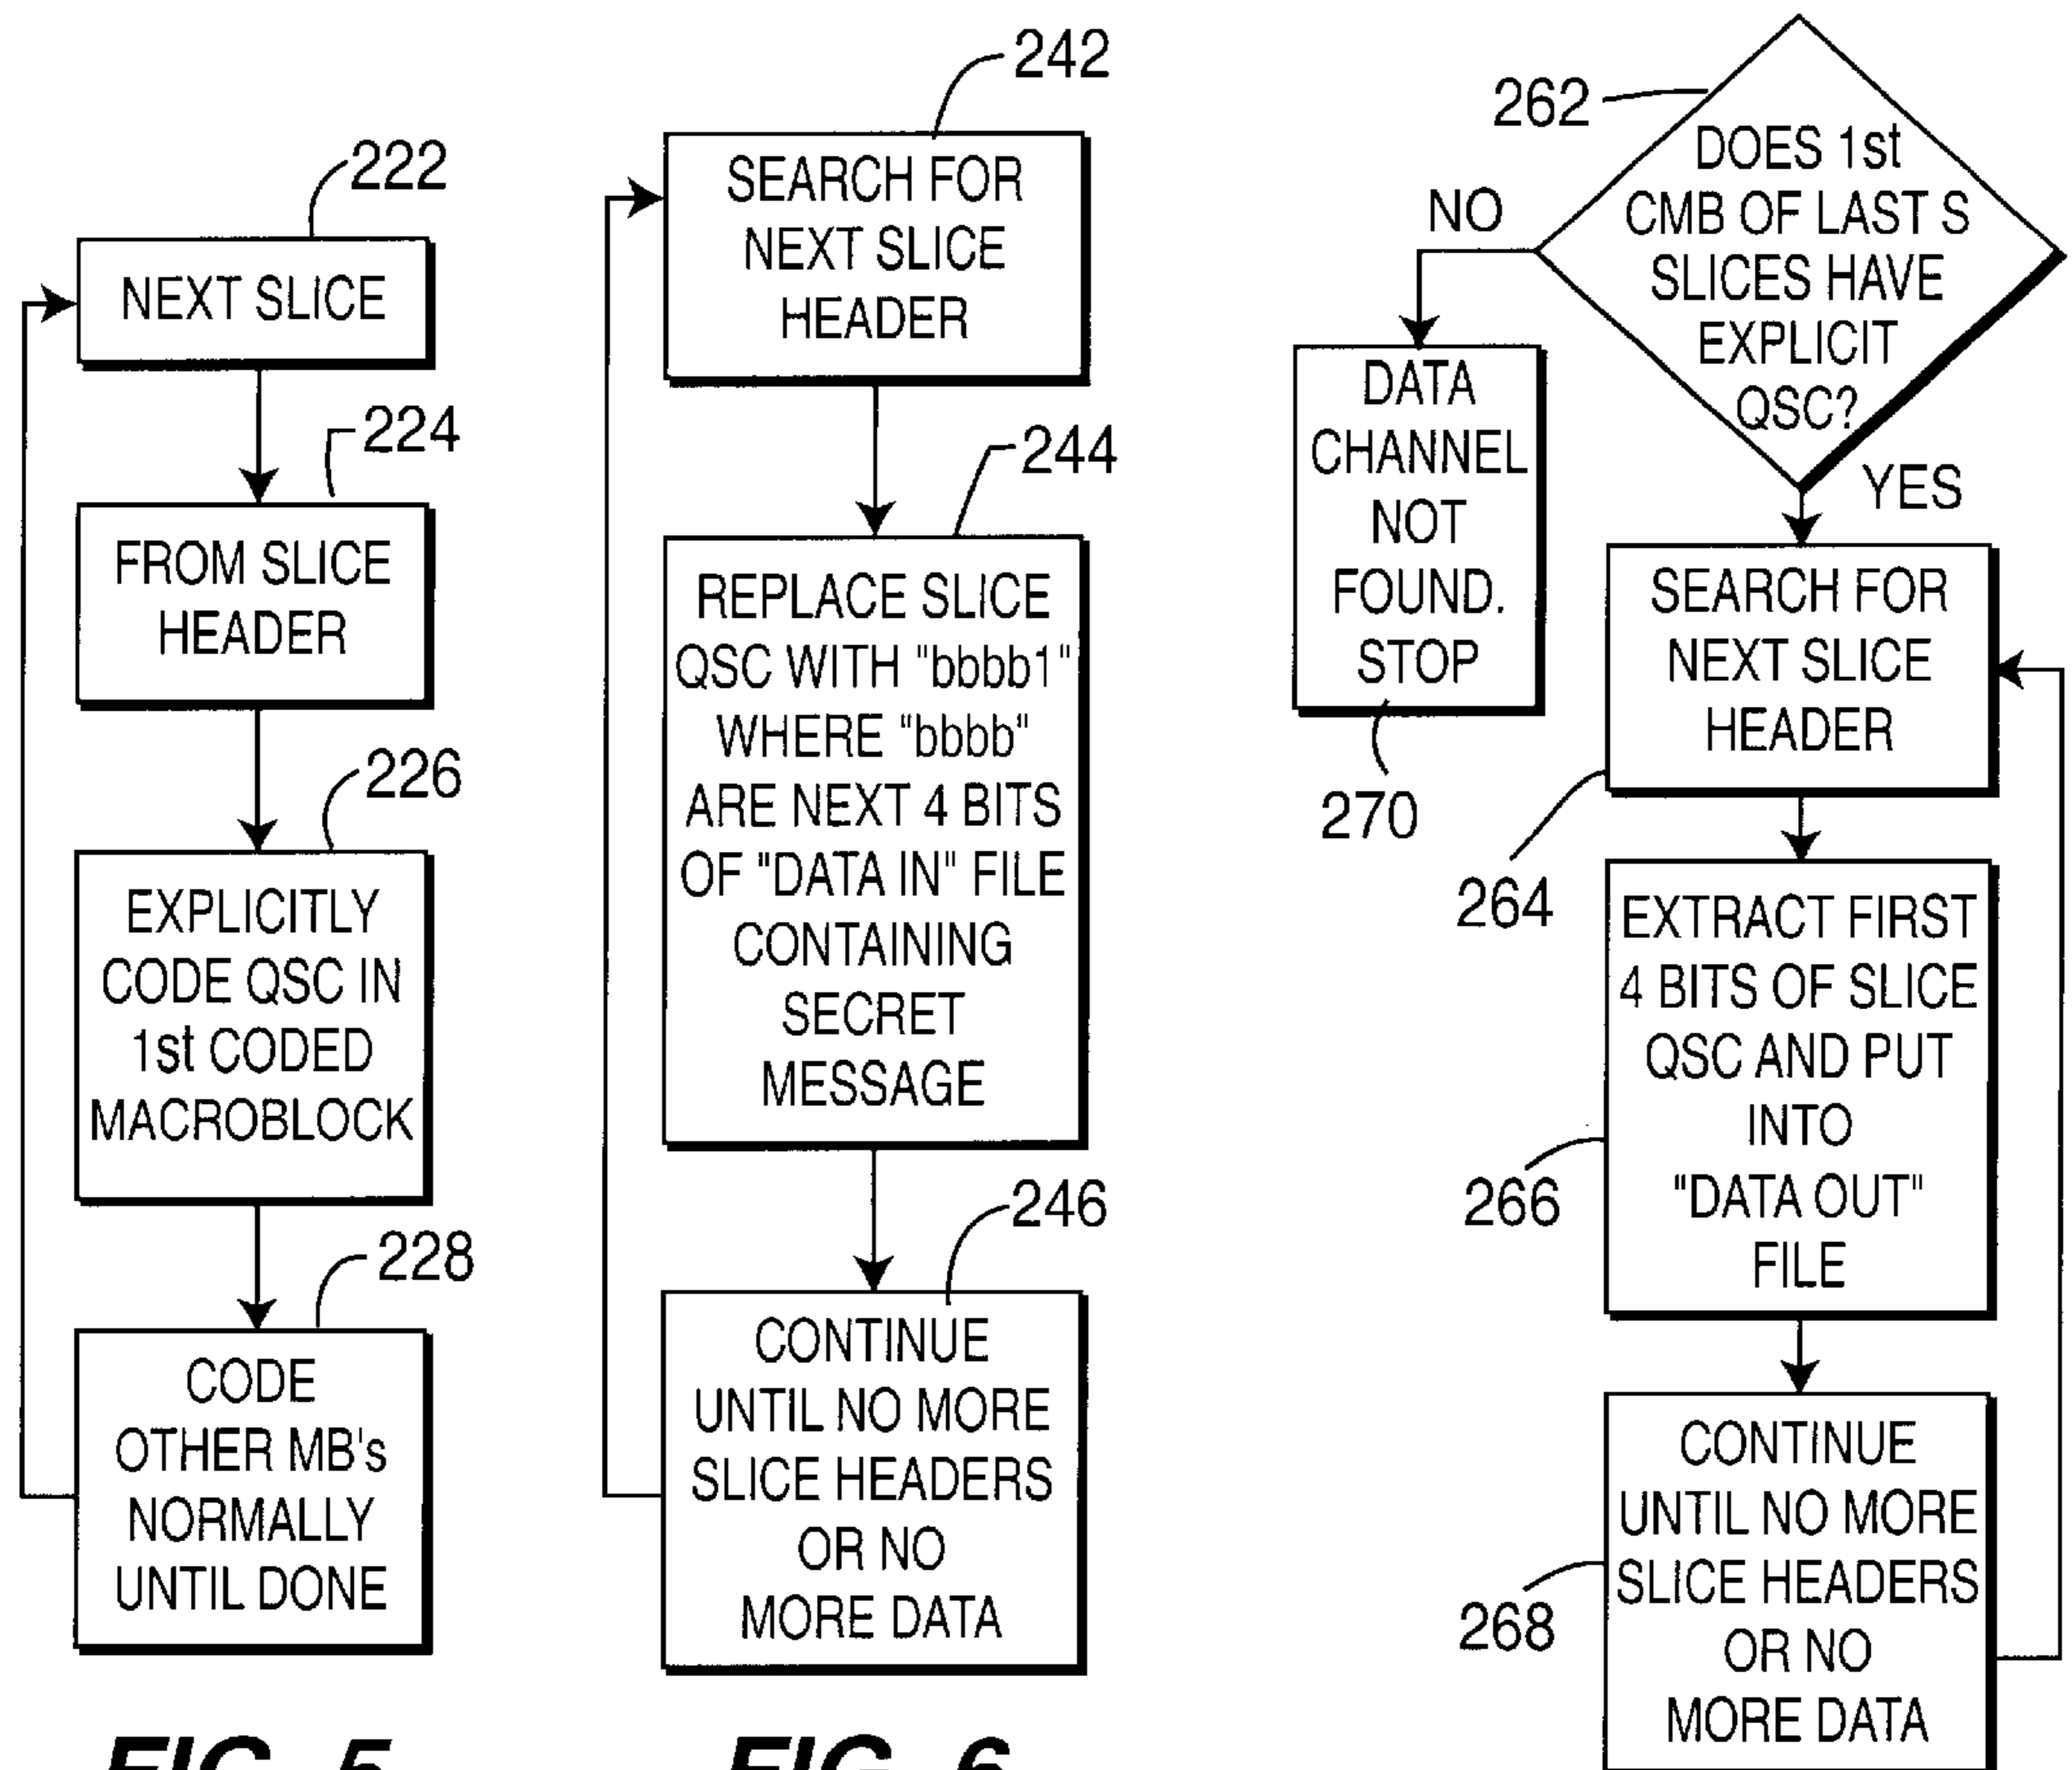 222
NEXT SLICE
224
FROM SLICE
HEADER
226
EXPLICITLY
CODE QSC IN
1st CODED
MACROBLOCK
228
CODE
OTHER MB's
NORMALLY
UNTIL DONE
FIG. 5
242
SEARCH FOR
NEXT SLICE
HEADER
244
REPLACE SLICE
QSC WITH "bbbb1"
WHERE "bbbb"
ARE NEXT 4 BITS
OF "DATA IN" FILE
CONTAINING
SECRET
MESSAGE
246
CONTINUE
UNTIL NO MORE
SLICE HEADERS
OR NO
MORE DATA
FIG. 6
262
DOES 1st
CMB OF LAST S
SLICES HAVE
EXPLICIT
QSC?
NO
YES
DATA
CHANNEL
NOT
FOUND.
STOP
270
SEARCH FOR
NEXT SLICE
HEADER
264
EXTRACT FIRST
4 BITS OF SLICE
QSC AND PUT
INTO
"DATA OUT"
FILE
266
CONTINUE
UNTIL NO MORE
SLICE HEADERS
OR NO
MORE DATA
268